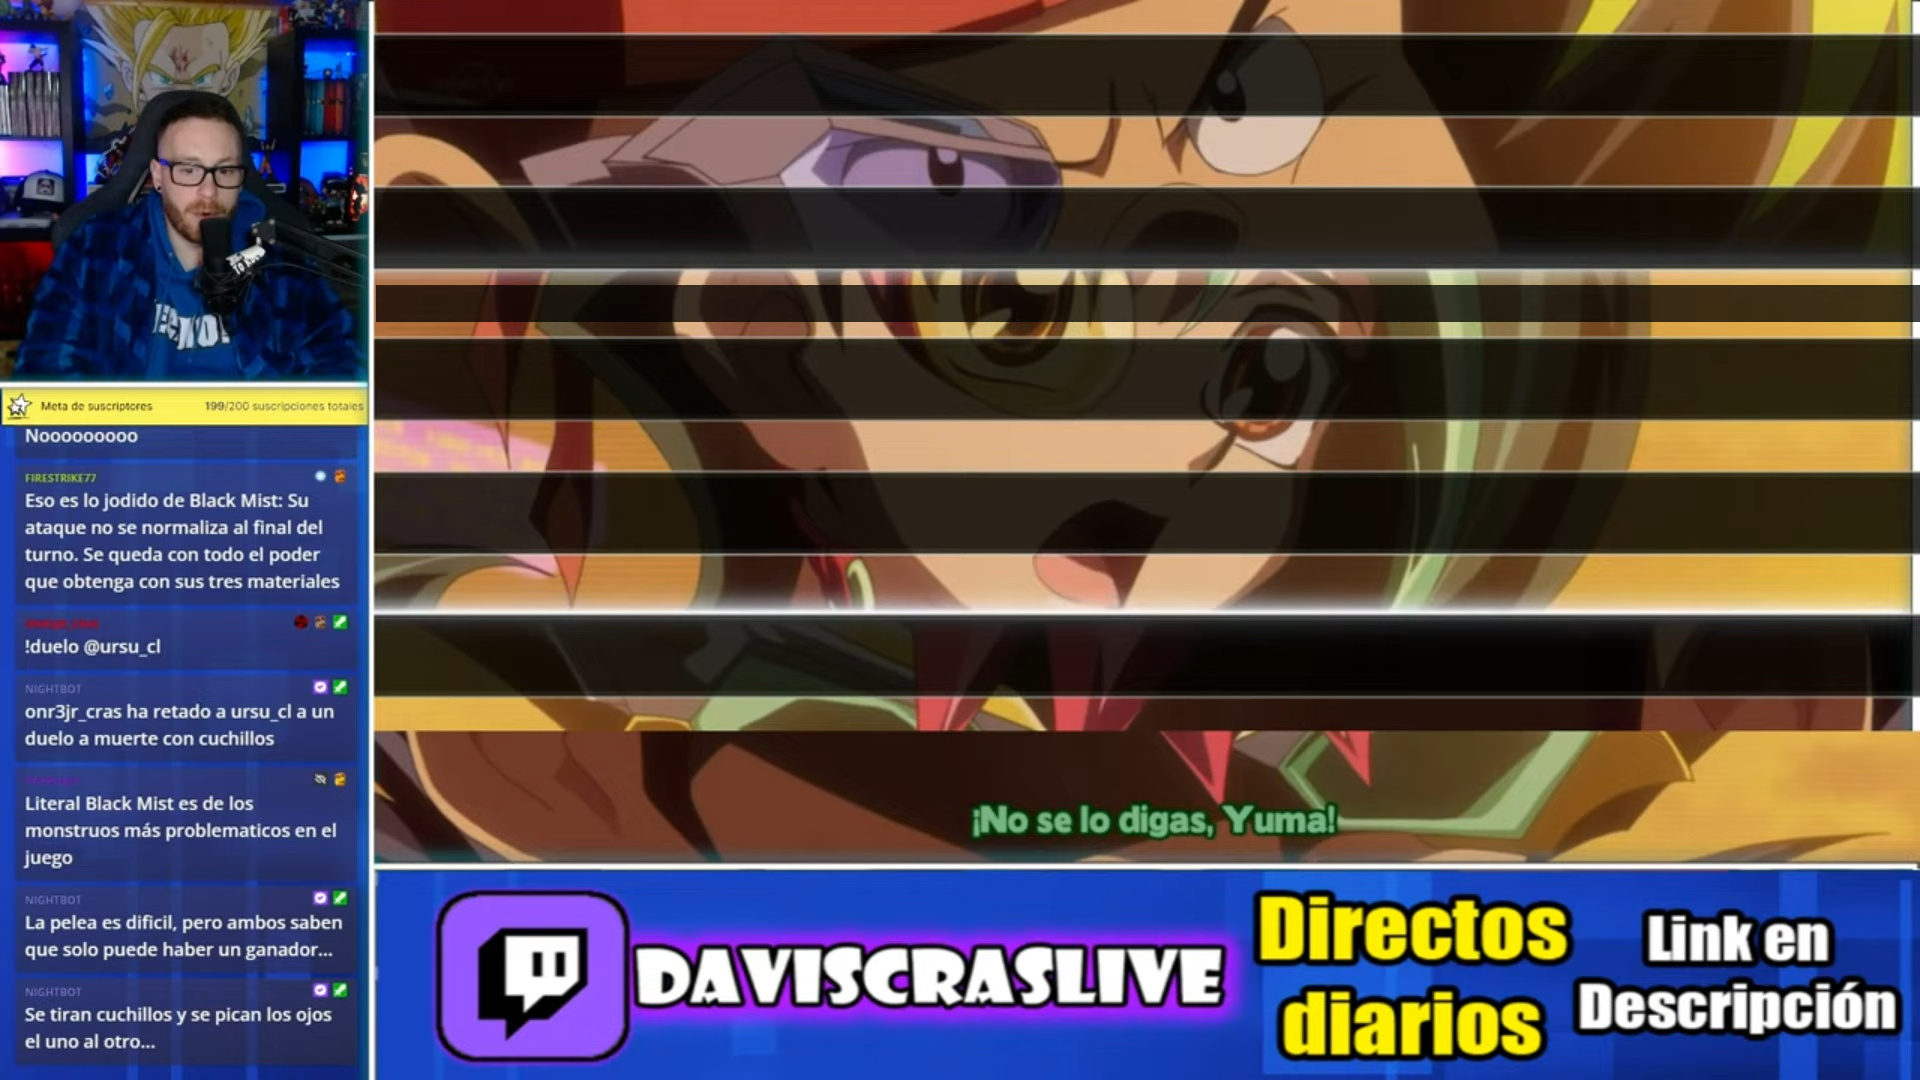 Meta de suscriptores
199/200 suscripciones totales
Nooooooooo
FIRESTRIKE77
Eso es lo jodido de Black Mist: Su
ataque no se normaliza al final del
turno. Se queda con todo el poder
que obtenga con sus tres materiales
!duelo @ursu_cl
NIGHTBOT
onr3jr_cras ha retado a ursu_cl a un
duelo a muerte con cuchillos
Literal Black Mist es de los
monstruos más problematicos en el
juego
NIGHTBOT
La pelea es dificil, pero ambos saben
que solo puede haber un ganador...
NIGHTBOT
Se tiran cuchillos y se pican los ojos
el uno al otro...
¡No se lo digas, Yuma!
DAVISCRASLIVE
Directos
diarios
Link en
Descripción